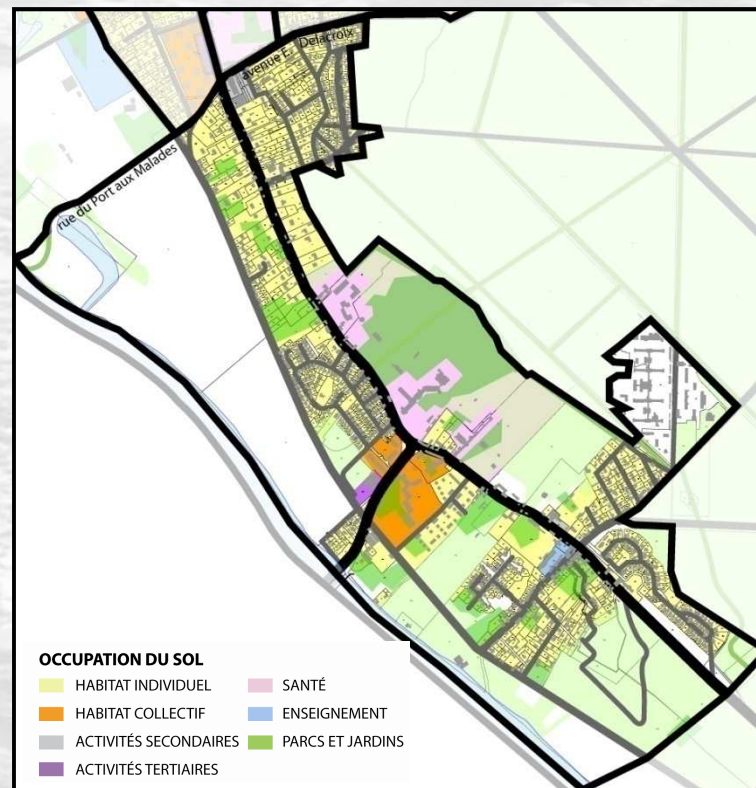 avenue E. Delacroix
rue du Port aux Malades
OCCUPATION DU SOL
HABITAT INDIVIDUEL
HABITAT COLLECTIF
ACTIVITÉS SECONDAIRES
ACTIVITÉS TERTIAIRES
SANTÉ
ENSEIGNEMENT
PARCS ET JARDINS